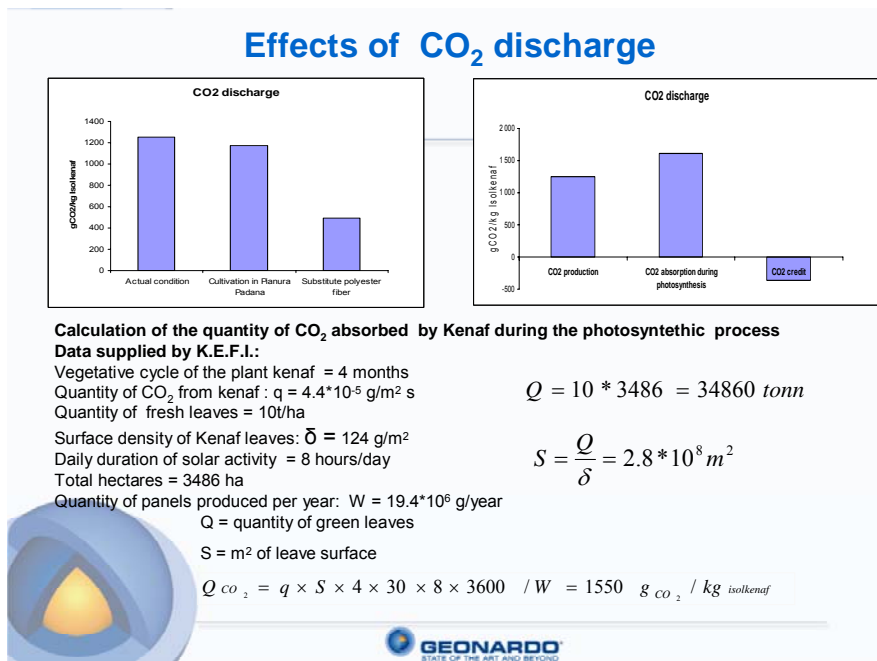 Effects of CO₂ discharge
CO2 discharge
gCO2/kg Isolkenaf
1400
1200
1000
800
600
400
200
0
Actual condition
Cultivation in Pianura
Padana
Substitute polyester
fiber
CO2 discharge
gCO2/kg Isolkenaf
2 000
1 500
1 000
500
0
-500
CO2 production
CO2 absorption during
photosynthesis
CO2 credit
Calculation of the quantity of CO₂ absorbed by Kenaf during the photosyntethic process
Data supplied by K.E.F.I.:
Vegetative cycle of the plant kenaf = 4 months
Quantity of CO₂ from kenaf : q = 4.4*10⁻⁵ g/m² s
Quantity of fresh leaves = 10t/ha
Surface density of Kenaf leaves: δ = 124 g/m²
Daily duration of solar activity = 8 hours/day
Total hectares = 3486 ha
Quantity of panels produced per year: W = 19.4*10⁶ g/year
Q = quantity of green leaves
S = m² of leave surface
Q = 10 * 3486 = 34860 tonn
S = Q/δ = 2.8 * 10⁸ m²
Q CO₂ = q × S × 4 × 30 × 8 × 3600 / W = 1550 g CO₂ / kg isolkenaf
GEONARDO
STATE OF THE ART AND BEYOND